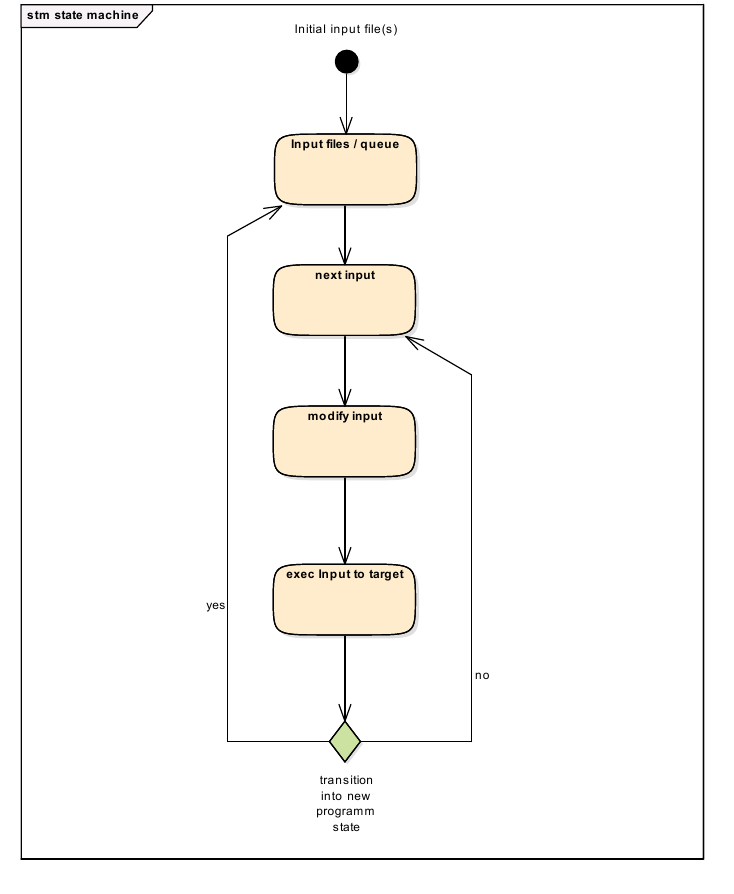 stm state machine
Initial input file(s)
Input files / queue
next input
modify input
exec Input to target
yes
no
transition
into new
programm
state